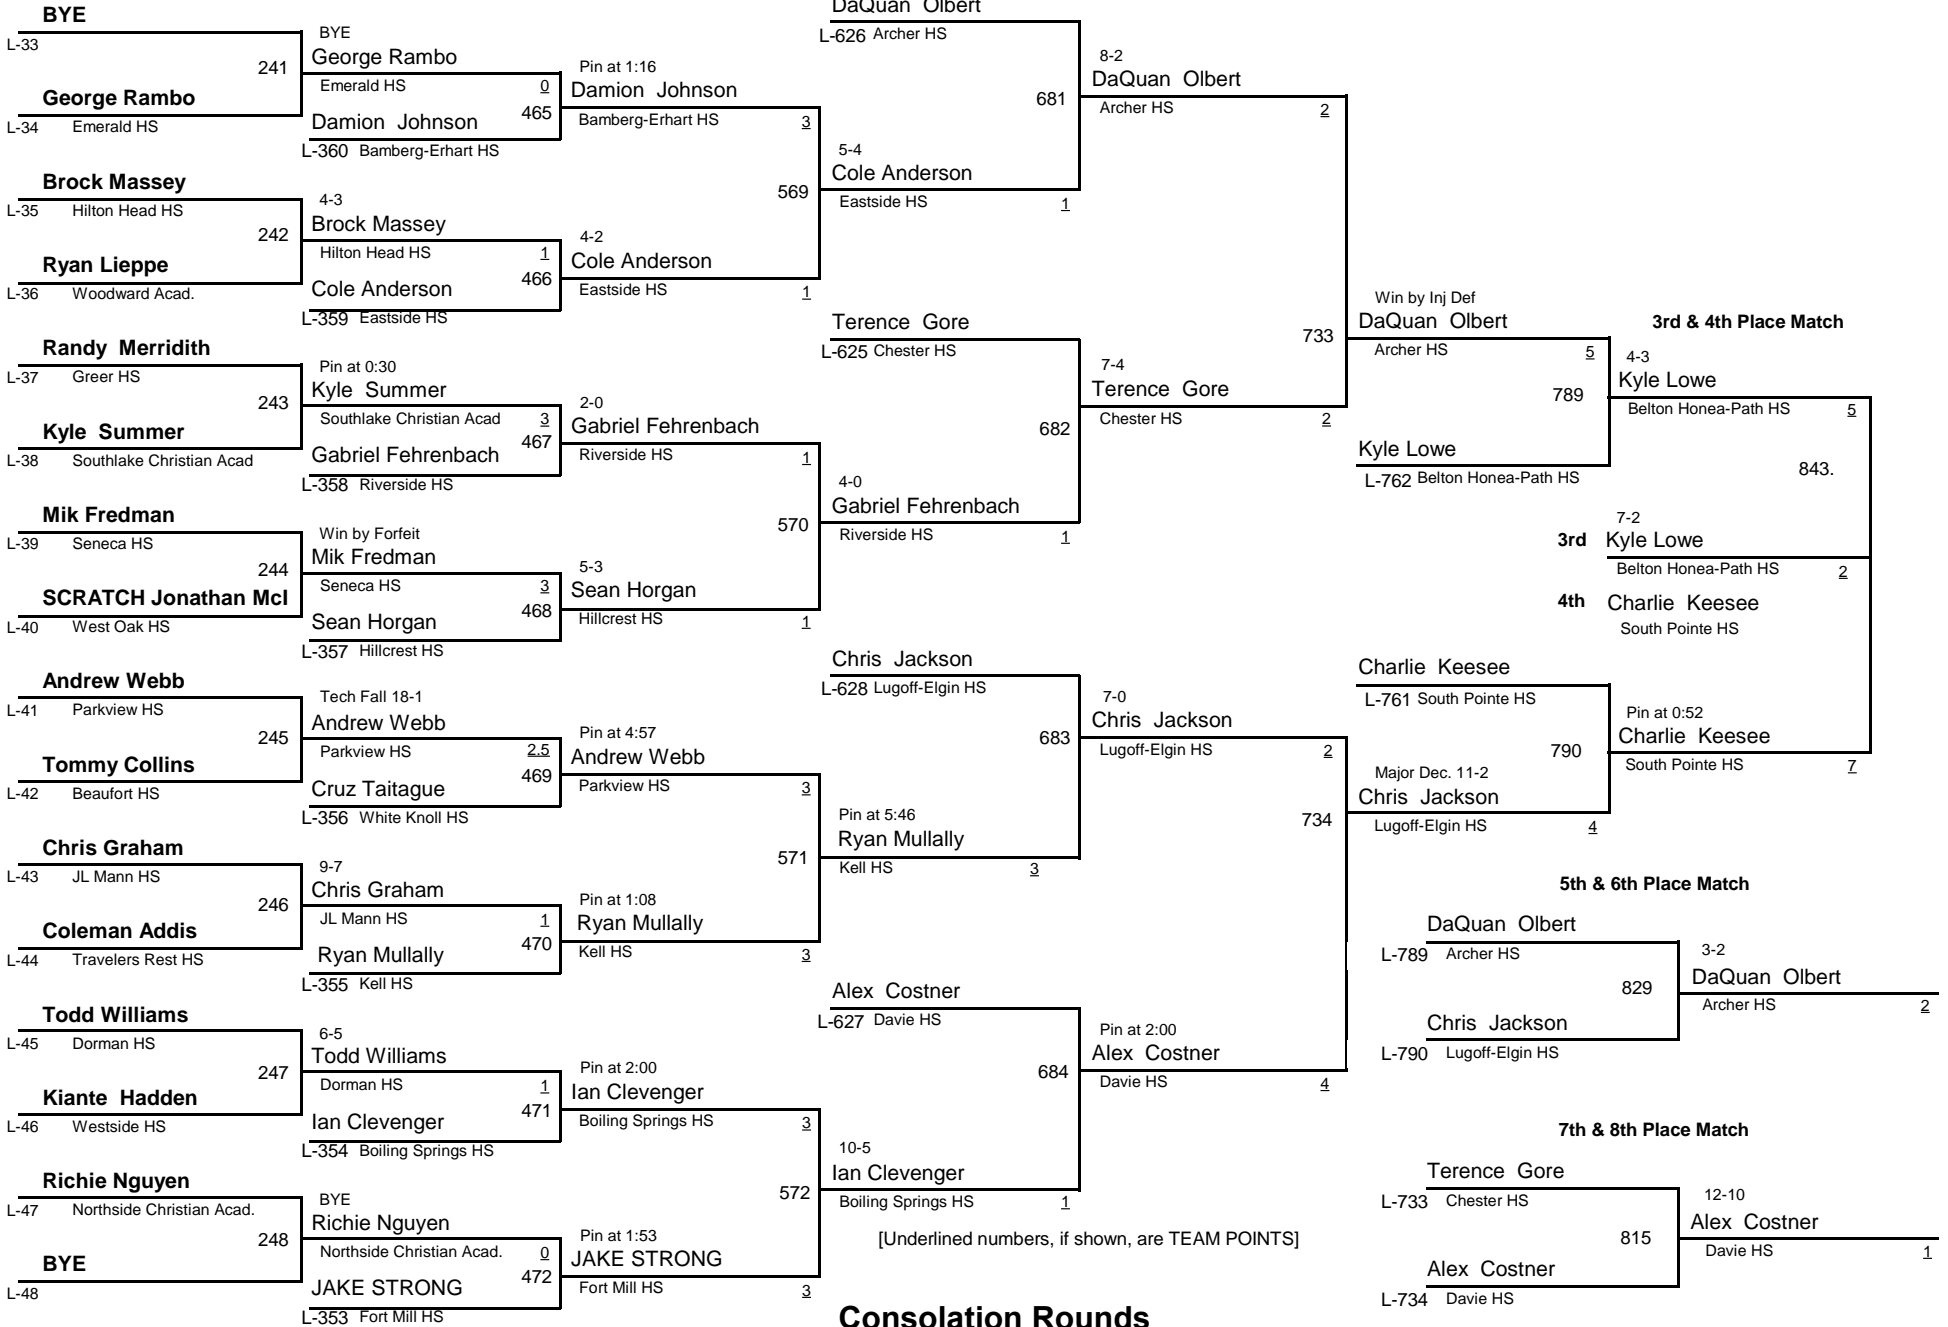 BYE
L-33
241
George Rambo
L-34 Emerald HS
Brock Massey
L-35 Hilton Head HS
242
Ryan Lieppe
L-36 Woodward Acad.
Randy Merridith
L-37 Greer HS
243
Kyle Summer
L-38 Southlake Christian Acad
Mik Fredman
L-39 Seneca HS
244
SCRATCH Jonathan McI
L-40 West Oak HS
Andrew Webb
L-41 Parkview HS
245
Tommy Collins
L-42 Beaufort HS
Chris Graham
L-43 JL Mann HS
246
Coleman Addis
L-44 Travelers Rest HS
Todd Williams
L-45 Dorman HS
247
Kiante Hadden
L-46 Westside HS
Richie Nguyen
L-47 Northside Christian Acad.
248
BYE
L-48
BYE
George Rambo
Emerald HS 0
465
Damion Johnson
L-360 Bamberg-Erhart HS
4-3
Brock Massey
Hilton Head HS 1
466
Cole Anderson
L-359 Eastside HS
Pin at 0:30
Kyle Summer
Southlake Christian Acad 3
467
Gabriel Fehrenbach
L-358 Riverside HS
Win by Forfeit
Mik Fredman
Seneca HS 3
468
Sean Horgan
L-357 Hillcrest HS
Tech Fall 18-1
Andrew Webb
Parkview HS 2.5
469
Cruz Taitague
L-356 White Knoll HS
9-7
Chris Graham
JL Mann HS 1
470
Ryan Mullally
L-355 Kell HS
6-5
Todd Williams
Dorman HS 1
471
Ian Clevenger
L-354 Boiling Springs HS
BYE
Richie Nguyen
Northside Christian Acad. 0
472
JAKE STRONG
L-353 Fort Mill HS
Pin at 1:16
Damion Johnson
Bamberg-Erhart HS 3
569
4-2
Cole Anderson
Eastside HS 1
2-0
Gabriel Fehrenbach
Riverside HS 1
570
5-3
Sean Horgan
Hillcrest HS 1
Pin at 4:57
Andrew Webb
Parkview HS 3
571
Pin at 1:08
Ryan Mullally
Kell HS 3
Pin at 2:00
Ian Clevenger
Boiling Springs HS 3
572
Pin at 1:53
JAKE STRONG
Fort Mill HS 3
DaQuan Olbert
L-626 Archer HS
681
5-4
Cole Anderson
Eastside HS 1
Terence Gore
L-625 Chester HS
682
4-0
Gabriel Fehrenbach
Riverside HS 1
Chris Jackson
L-628 Lugoff-Elgin HS
683
Pin at 5:46
Ryan Mullally
Kell HS 3
Alex Costner
L-627 Davie HS
684
10-5
Ian Clevenger
Boiling Springs HS 1
[Underlined numbers, if shown, are TEAM POINTS]
Consolation Rounds
8-2
DaQuan Olbert
Archer HS 2
733
7-4
Terence Gore
Chester HS 2
7-0
Chris Jackson
Lugoff-Elgin HS 2
734
Pin at 2:00
Alex Costner
Davie HS 4
Win by Inj Def
DaQuan Olbert
Archer HS 5
789
Kyle Lowe
L-762 Belton Honea-Path HS
Charlie Keesee
L-761 South Pointe HS
790
Major Dec. 11-2
Chris Jackson
Lugoff-Elgin HS 4
3rd & 4th Place Match
4-3
Kyle Lowe
Belton Honea-Path HS 5
843.
7-2
3rd Kyle Lowe
Belton Honea-Path HS 2
4th Charlie Keesee
South Pointe HS
Pin at 0:52
Charlie Keesee
South Pointe HS 7
5th & 6th Place Match
DaQuan Olbert
L-789 Archer HS
829
Chris Jackson
L-790 Lugoff-Elgin HS
3-2
DaQuan Olbert
Archer HS 2
7th & 8th Place Match
Terence Gore
L-733 Chester HS
815
Alex Costner
L-734 Davie HS
12-10
Alex Costner
Davie HS 1